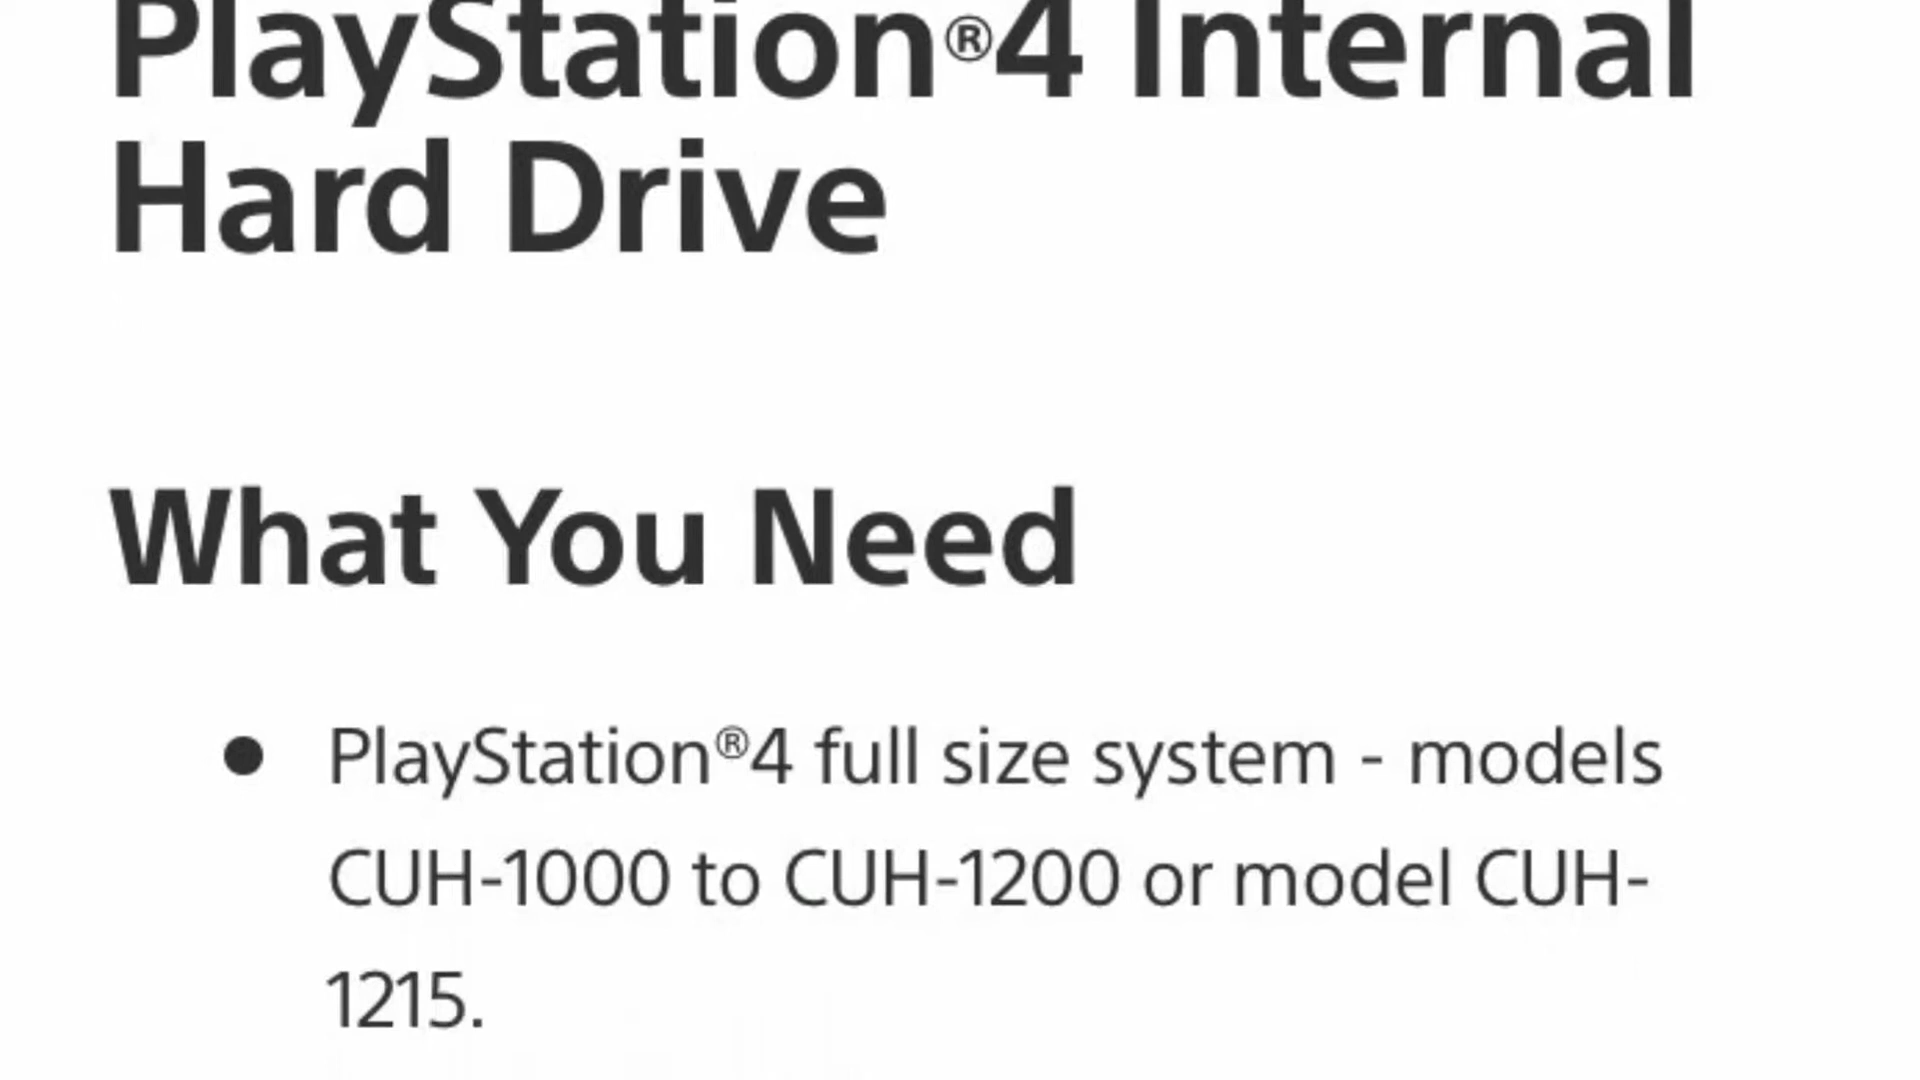 PlayStation®4 Internal
Hard Drive
What You Need
● PlayStation®4 full size system - models
CUH-1000 to CUH-1200 or model CUH-
1215.